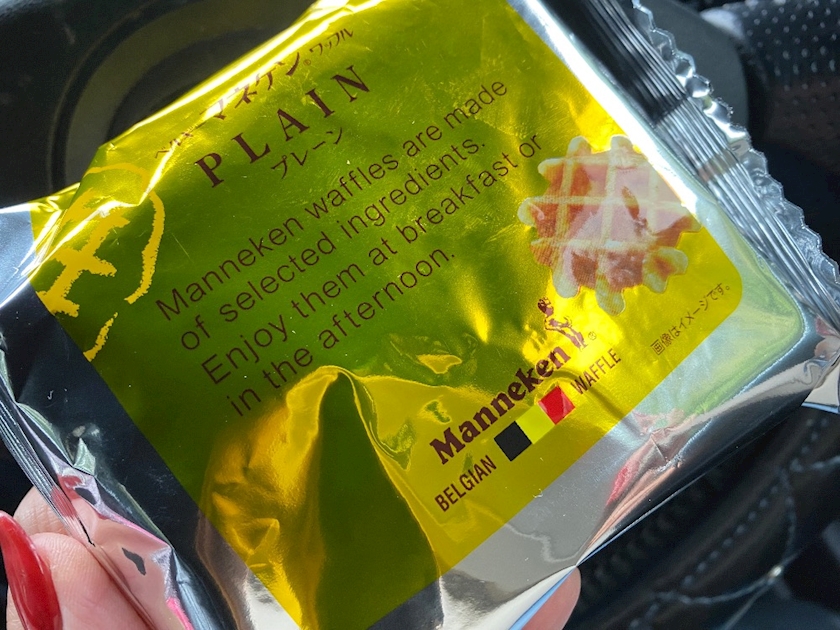 マネケン®ワッフル
PLAIN
プレーン
Manneken waffles are made
of selected ingredients.
Enjoy them at breakfast or
in the afternoon.
Manneken®
BELGIAN WAFFLE
画像はイメージです。